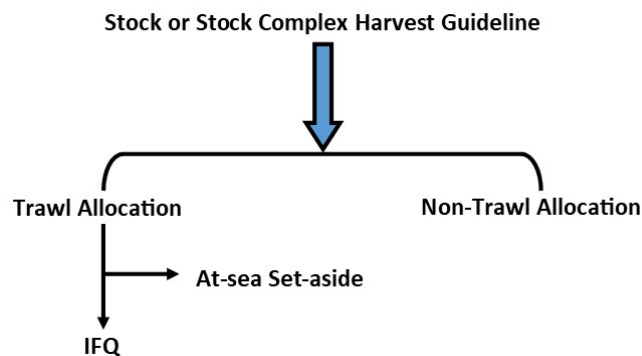 Stock or Stock Complex Harvest Guideline
Trawl Allocation
Non-Trawl Allocation
At-sea Set-aside
IFQ